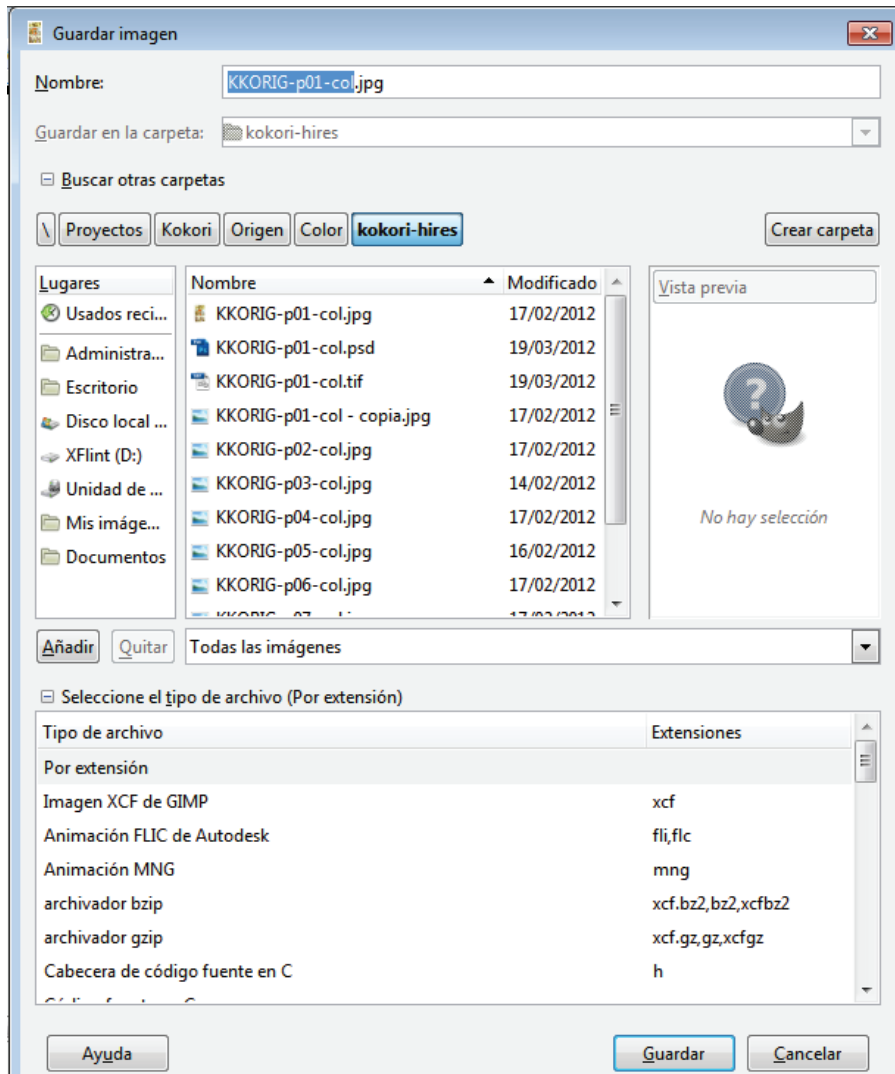 Guardar imagen
Nombre: KKORIG-p01-col.jpg
Guardar en la carpeta: kokori-hires
Buscar otras carpetas
\ Proyectos Kokori Origen Color kokori-hires Crear carpeta
Lugares Nombre Modificado Vista previa
Usados reci... KKORIG-p01-col.jpg 17/02/2012
Administra... KKORIG-p01-col.psd 19/03/2012
Escritorio KKORIG-p01-col.tif 19/03/2012
Disco local ... KKORIG-p01-col - copia.jpg 17/02/2012
XFlint (D:) KKORIG-p02-col.jpg 17/02/2012
Unidad de ... KKORIG-p03-col.jpg 14/02/2012
Mis imáge... KKORIG-p04-col.jpg 17/02/2012 No hay selección
Documentos KKORIG-p05-col.jpg 16/02/2012
KKORIG-p06-col.jpg 17/02/2012
Añadir Quitar Todas las imágenes
Seleccione el tipo de archivo (Por extensión)
Tipo de archivo Extensiones
Por extensión
Imagen XCF de GIMP xcf
Animación FLIC de Autodesk fli,flc
Animación MNG mng
archivador bzip xcf.bz2,bz2,xcfbz2
archivador gzip xcf.gz,gz,xcfgz
Cabecera de código fuente en C h
Ayuda Guardar Cancelar